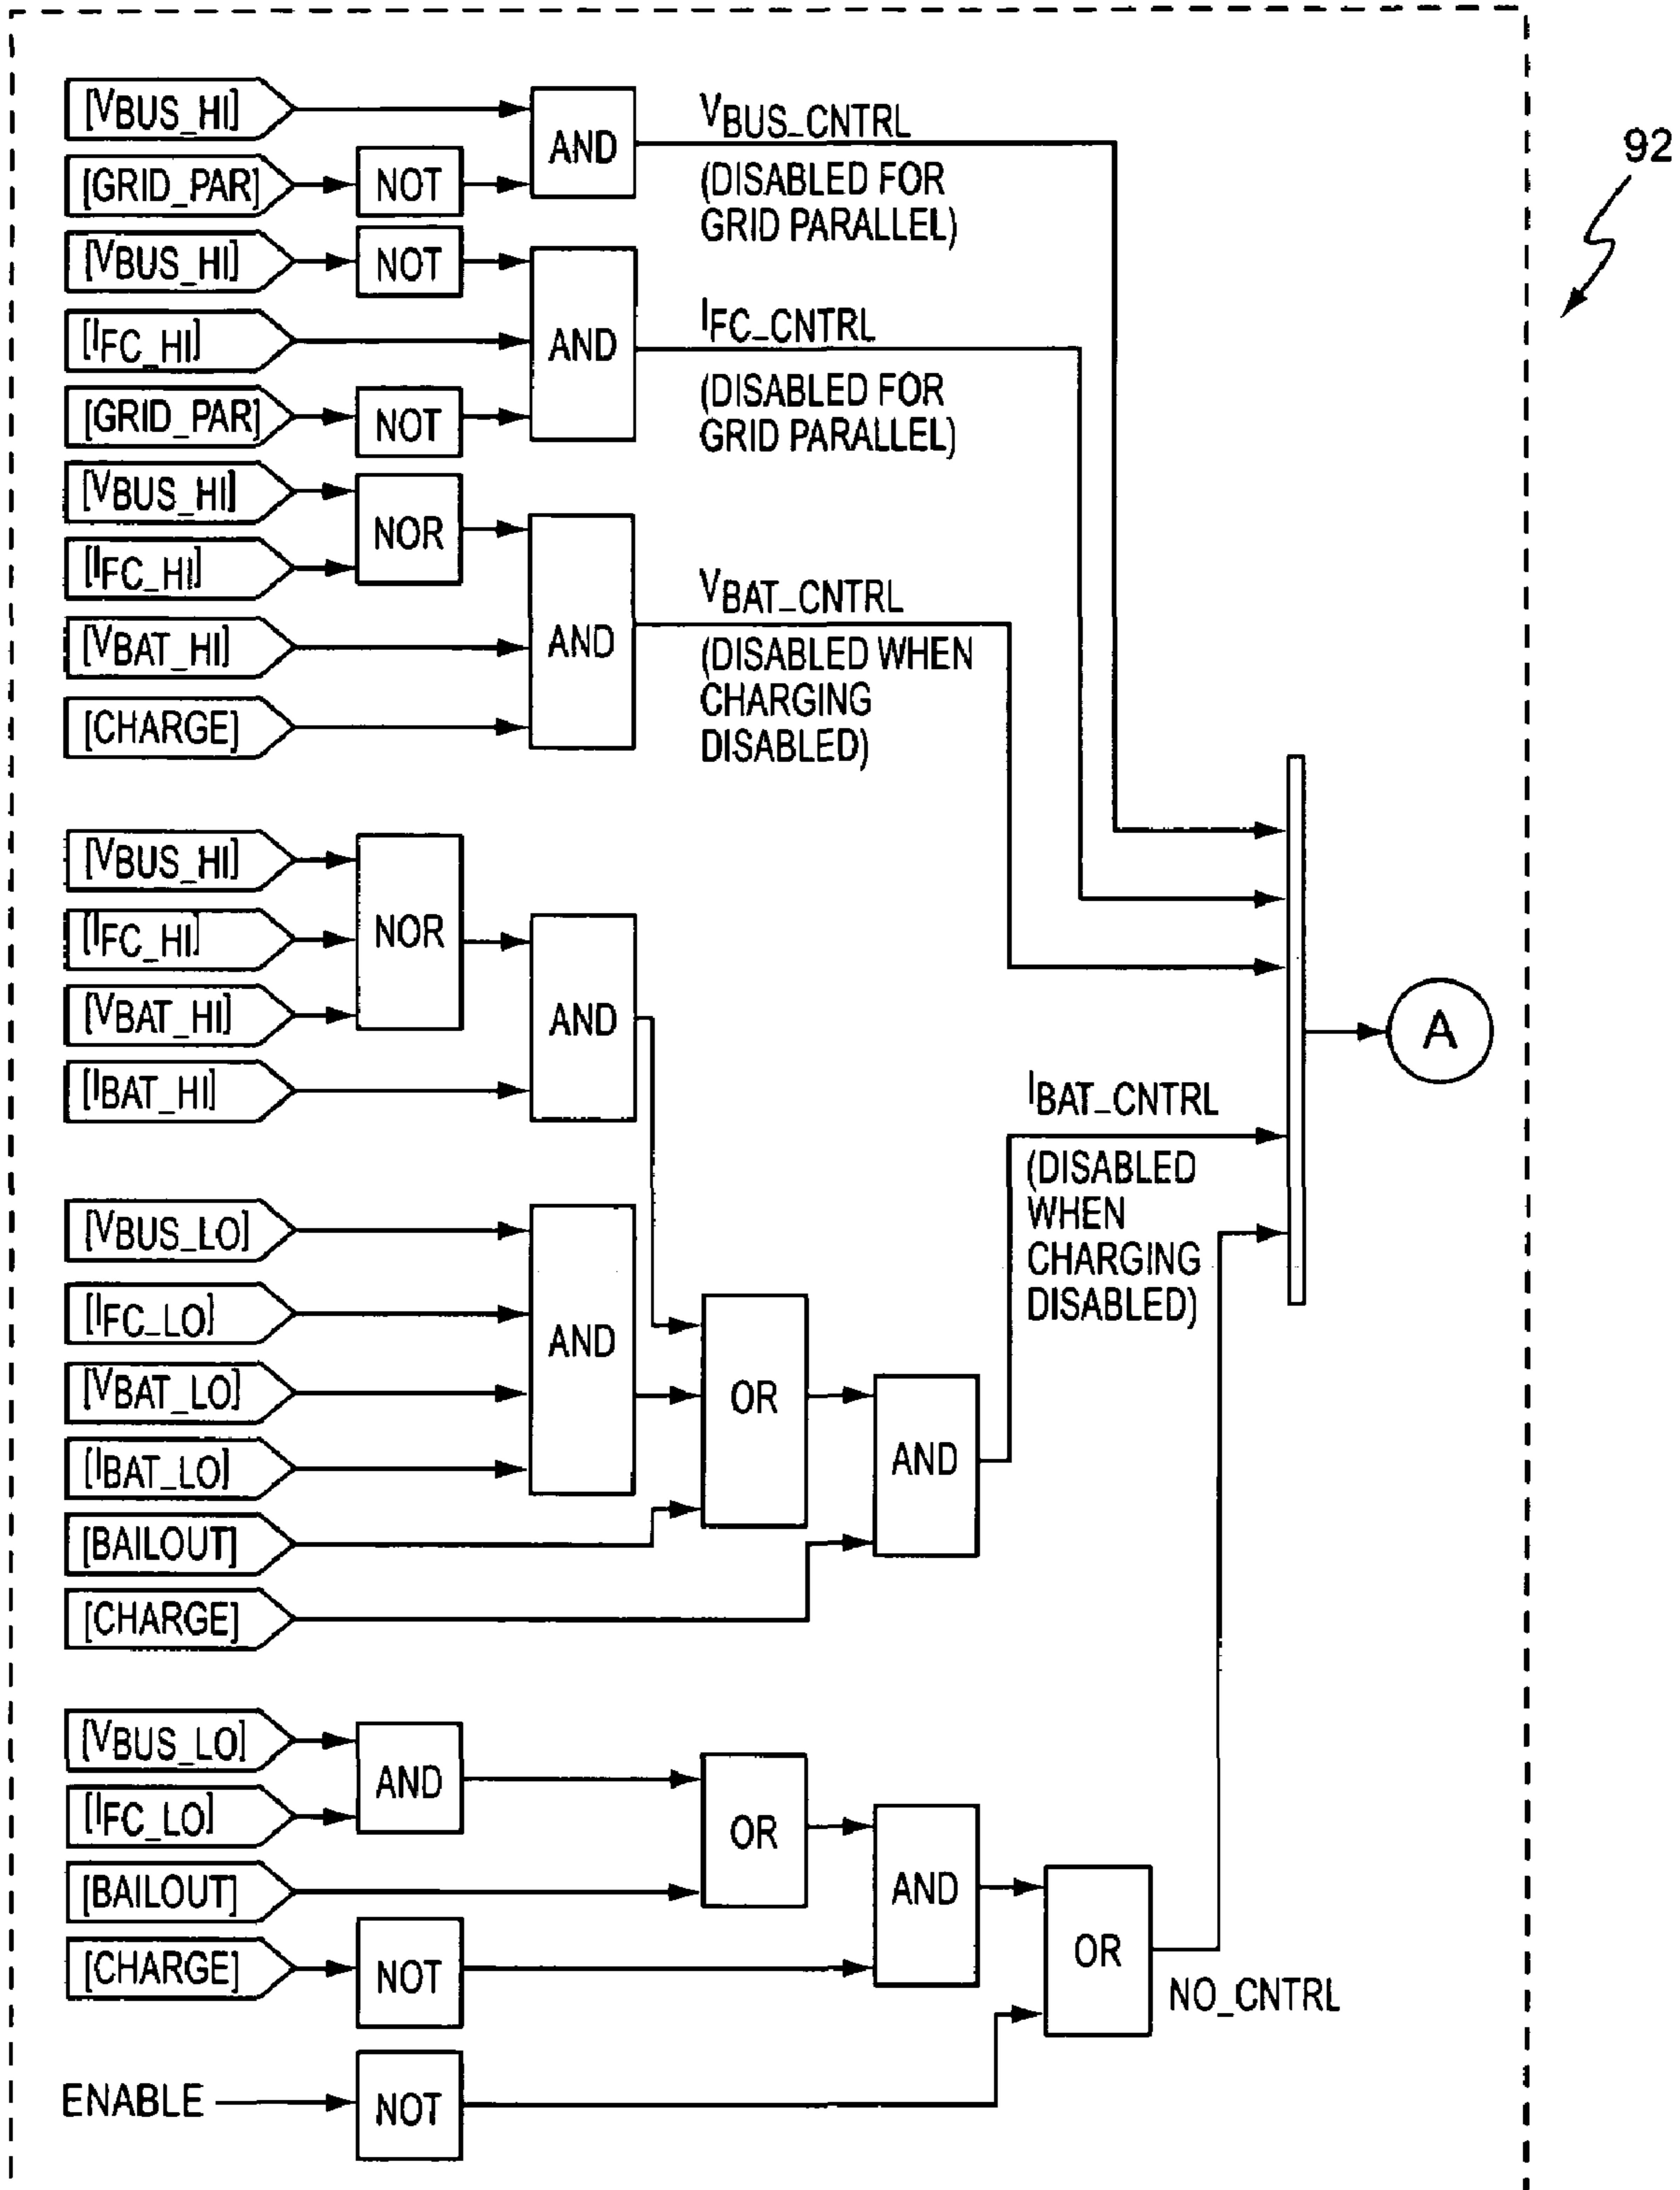 [VBUS_HI]
AND
VBUS_CNTRL
(DISABLED FOR
GRID PARALLEL)
92
[GRID_PAR]
NOT
[VBUS_HI]
NOT
[IFC_HI]
AND
IFC_CNTRL
(DISABLED FOR
GRID PARALLEL)
[GRID_PAR]
NOT
[VBUS_HI]
NOR
[IFC_HI]
[VBAT_HI]
AND
VBAT_CNTRL
(DISABLED WHEN
CHARGING
DISABLED)
[CHARGE]
[VBUS_HI]
[IFC_HI]
NOR
[VBAT_HI]
AND
[IBAT_HI]
A
IBAT_CNTRL
(DISABLED
WHEN
CHARGING
DISABLED)
[VBUS_LO]
[IFC_LO]
AND
[VBAT_LO]
OR
[IBAT_LO]
AND
[BAILOUT]
[CHARGE]
[VBUS_LO]
AND
[IFC_LO]
OR
[BAILOUT]
AND
[CHARGE]
NOT
OR
NO_CNTRL
ENABLE
NOT